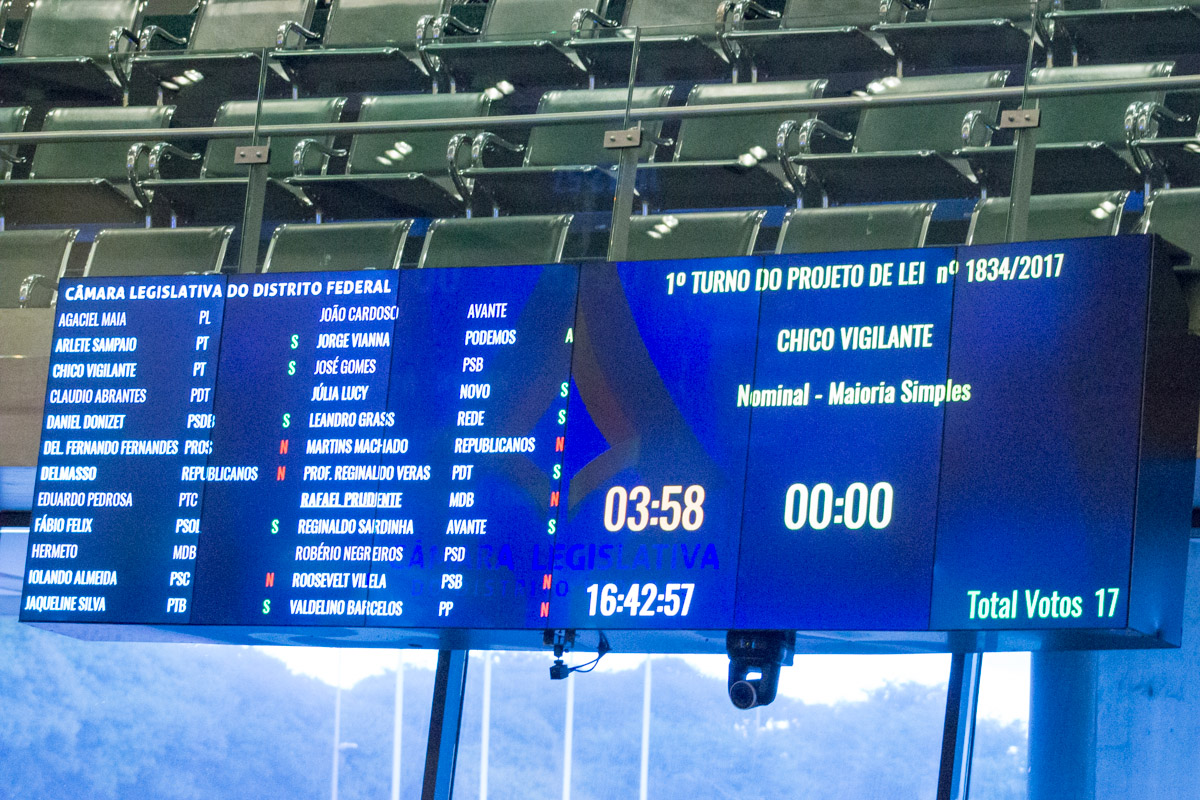 CÂMARA LEGISLATIVA DO DISTRITO FEDERAL
AGACIEL MAIA PL JOÃO CARDOSO AVANTE
ARLETE SAMPAIO PT S JORGE VIANNA PODEMOS A
CHICO VIGILANTE PT S JOSÉ GOMES PSB
CLAUDIO ABRANTES PDT JÚLIA LUCY NOVO S
DANIEL DONIZET PSDB S LEANDRO GRASS REDE S
DEL. FERNANDO FERNANDES PROS N MARTINS MACHADO REPUBLICANOS N
DELMASSO REPUBLICANOS N PROF. REGINALDO VERAS PDT S
EDUARDO PEDROSA PTC RAFAEL PRUDENTE MDB N
FÁBIO FELIX PSOL S REGINALDO SARDINHA AVANTE S
HERMETO MDB ROBÉRIO NEGREIROS PSD
IOLANDO ALMEIDA PSC N ROOSEVELT VILELA PSB N
JAQUELINE SILVA PTB S VALDELINO BARCELOS PP N
1º TURNO DO PROJETO DE LEI nº 1834/2017
CHICO VIGILANTE
Nominal - Maioria Simples
03:58 00:00
CÂMARA LEGISLATIVA
16:42:57
Total Votos 17